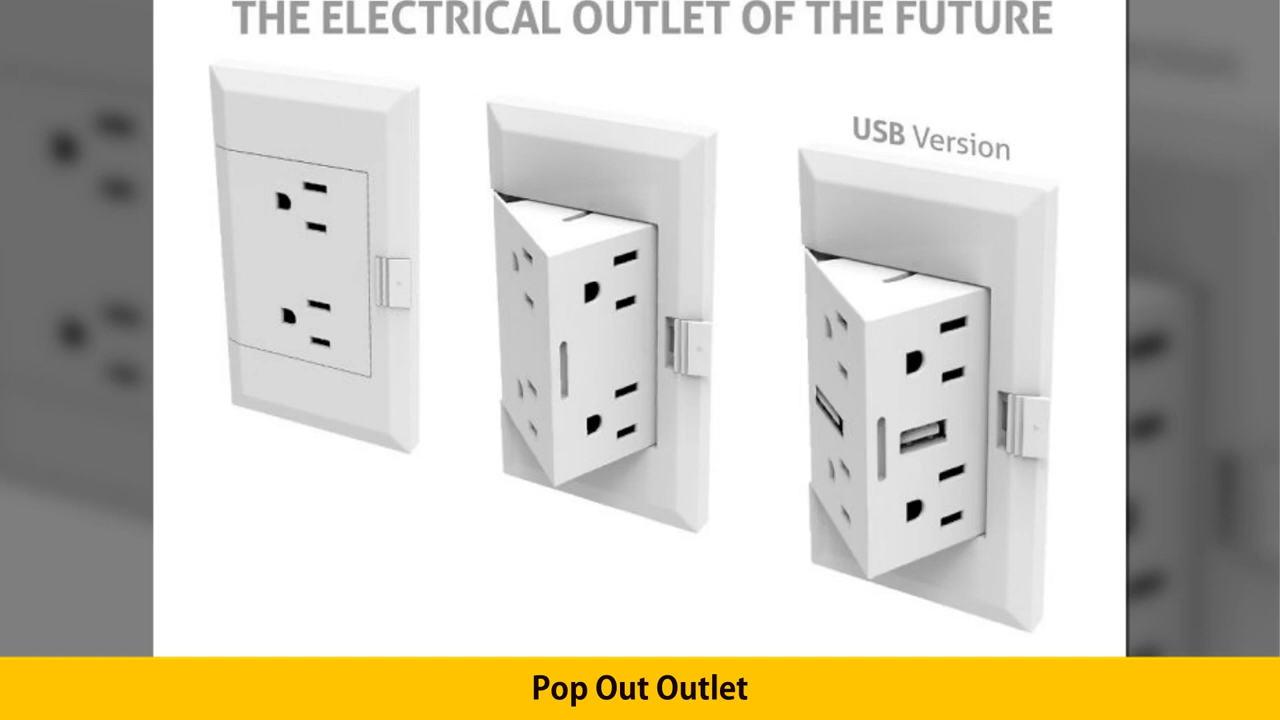 THE ELECTRICAL OUTLET OF THE FUTURE
USB Version
Pop Out Outlet